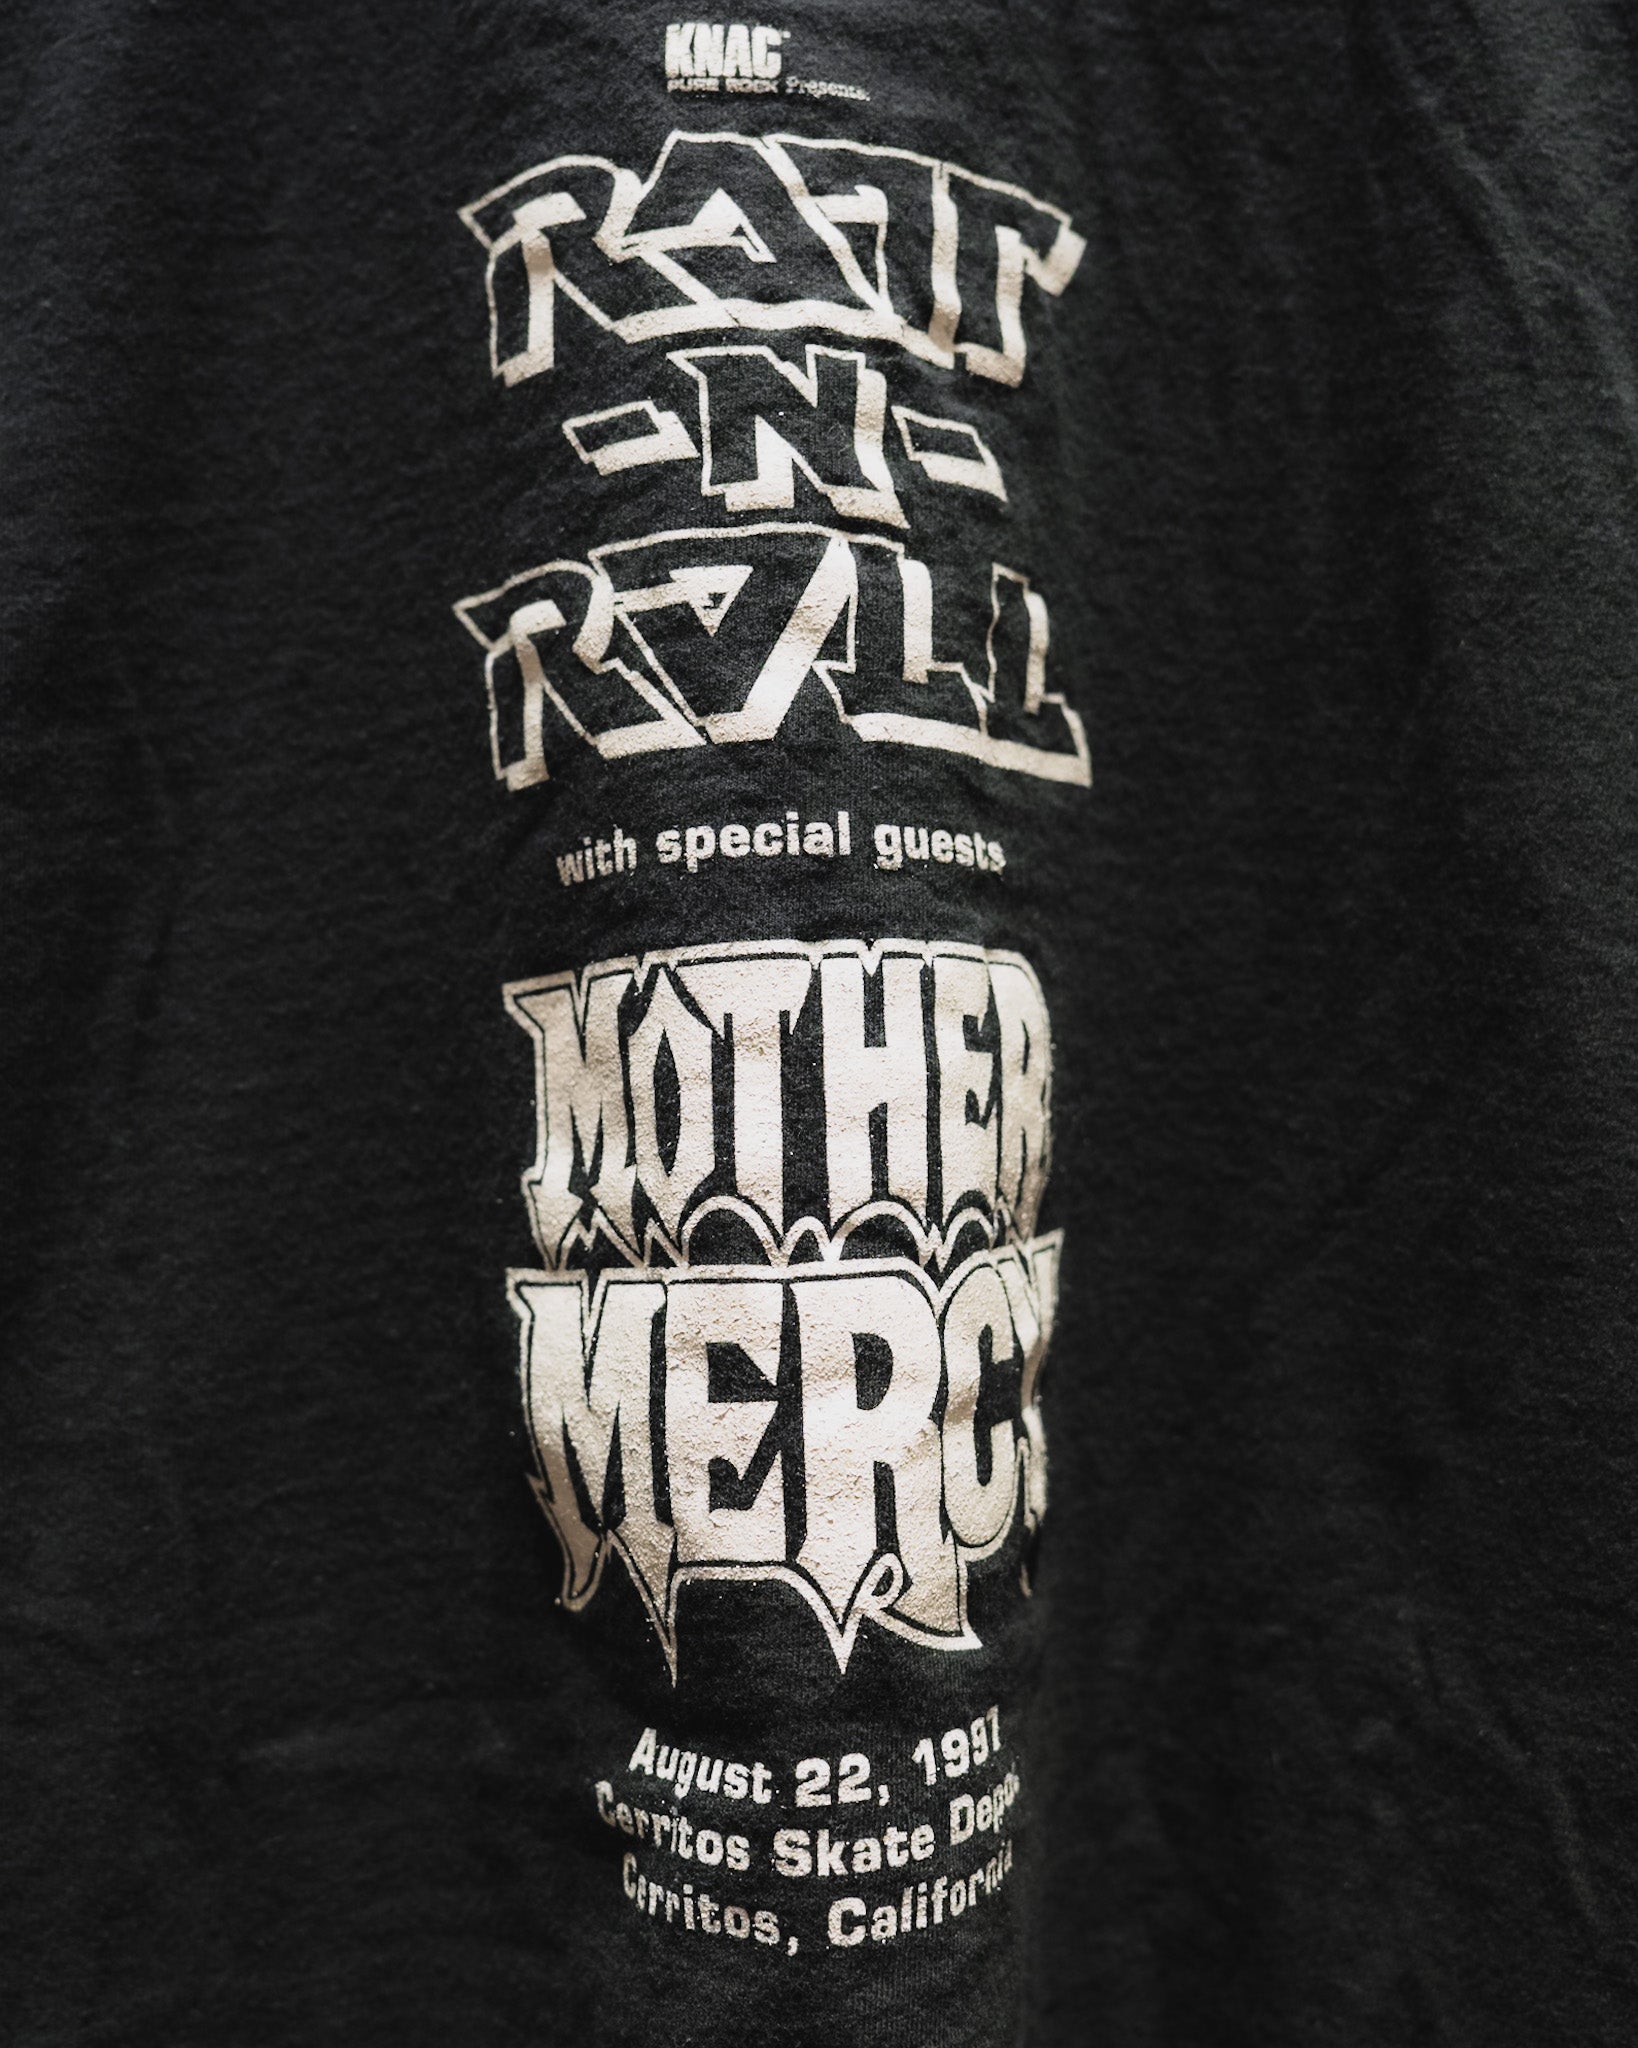 KNAC
PURE ROCK Presents:
RATT
-N-
ROLL
with special guests
MOTHER
MERCY
August 22, 1997
Cerritos Skate Depot
Cerritos, California